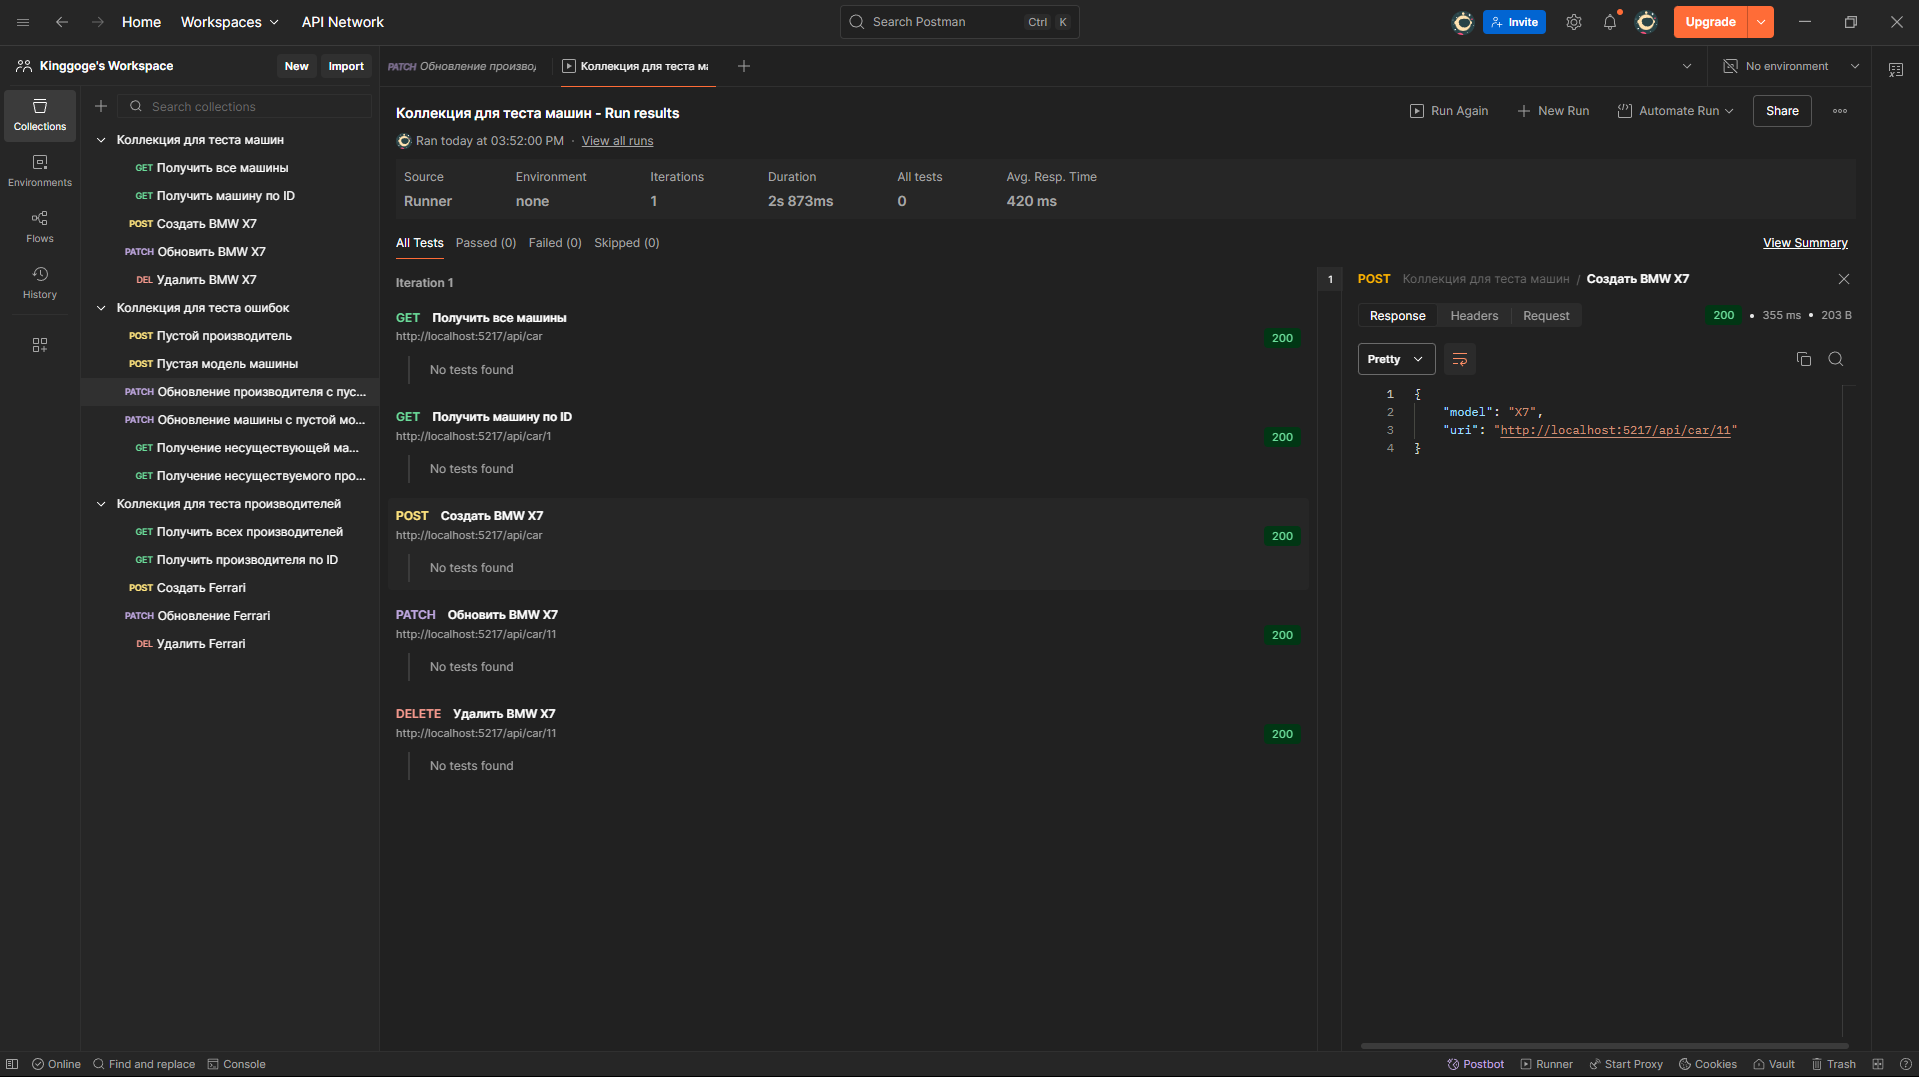 Home Workspaces API Network
Search Postman Ctrl K
Invite
Upgrade
Kinggoge's Workspace
New Import
PATCH Обновление произво
Коллекция для теста ма
No environment
Collections
Environments
Flows
History
Search collections
Коллекция для теста машин
GET Получить все машины
GET Получить машину по ID
POST Создать BMW X7
PATCH Обновить BMW X7
DEL Удалить BMW X7
Коллекция для теста ошибок
POST Пустой производитель
POST Пустая модель машины
PATCH Обновление производителя с пус...
PATCH Обновление машины с пустой мо...
GET Получение несуществующей ма...
GET Получение несуществуемого про...
Коллекция для теста производителей
GET Получить всех производителей
GET Получить производителя по ID
POST Создать Ferrari
PATCH Обновление Ferrari
DEL Удалить Ferrari
Коллекция для теста машин - Run results
Run Again New Run Automate Run Share
Ran today at 03:52:00 PM · View all runs
Source Environment Iterations Duration All tests Avg. Resp. Time
Runner none 1 2s 873ms 0 420 ms
All Tests Passed (0) Failed (0) Skipped (0) View Summary
Iteration 1
GET Получить все машины
http://localhost:5217/api/car
200
No tests found
GET Получить машину по ID
http://localhost:5217/api/car/1
200
No tests found
POST Создать BMW X7
http://localhost:5217/api/car
200
No tests found
PATCH Обновить BMW X7
http://localhost:5217/api/car/11
200
No tests found
DELETE Удалить BMW X7
http://localhost:5217/api/car/11
200
No tests found
1
POST Коллекция для теста машин / Создать BMW X7
Response Headers Request
200 • 355 ms • 203 B
Pretty
1 {
2 "model": "X7",
3 "uri": "http://localhost:5217/api/car/11"
4 }
Online Find and replace Console
Postbot Runner Start Proxy Cookies Vault Trash